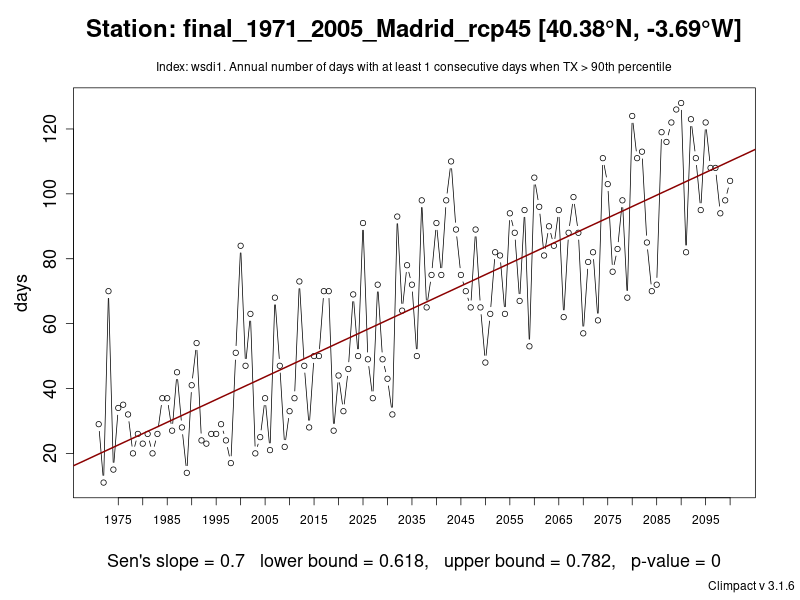 Station: final_1971_2005_Madrid_rcp45 [40.38°N, -3.69°W]
Index: wsdi1. Annual number of days with at least 1 consecutive days when TX > 90th percentile
days
120
100
80
60
40
20
1975 1985 1995 2005 2015 2025 2035 2045 2055 2065 2075 2085 2095
Sen's slope = 0.7 lower bound = 0.618, upper bound = 0.782, p-value = 0
Climpact v 3.1.6